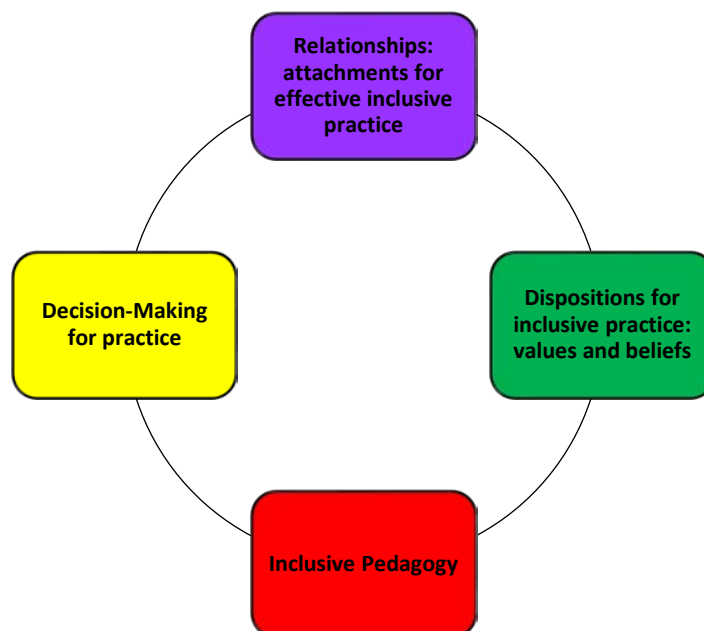 Relationships:
attachments for
effective inclusive
practice
Decision-Making
for practice
Dispositions for
inclusive practice:
values and beliefs
Inclusive Pedagogy